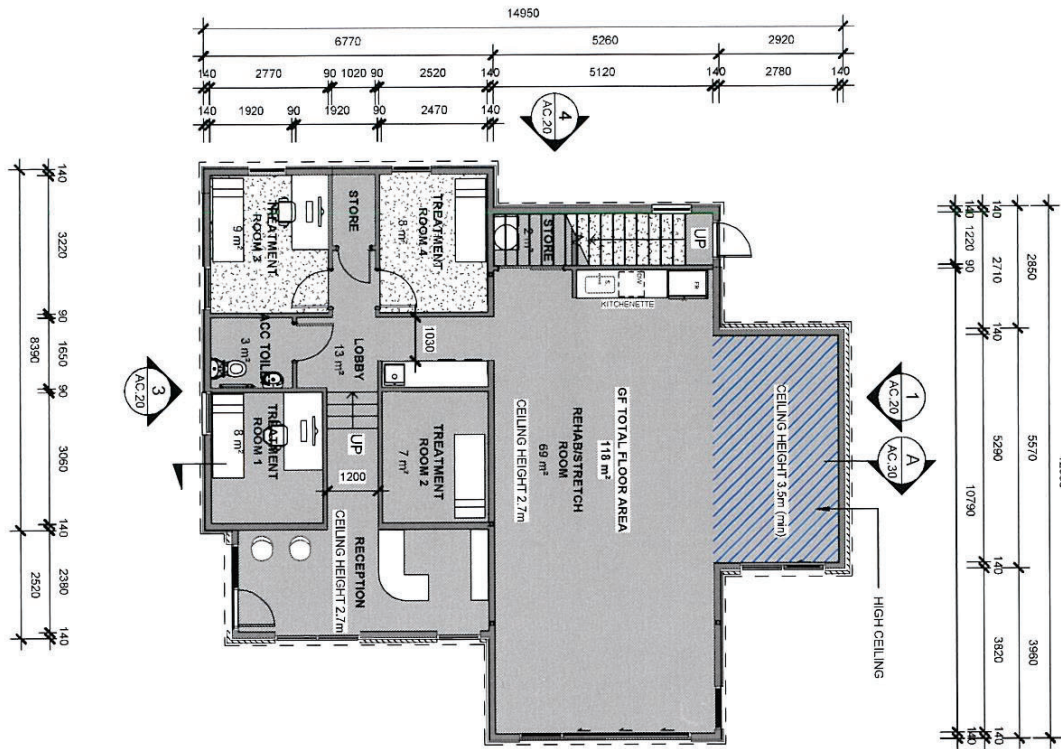 14950
6770 5260 2920
140 2770 90 1020 90 2520 140 5120 140 2780 140
140 1920 90 1920 90 2470 140
4
AC.20
3
AC.20
1
AC.20
A
AC.30
140 3220 90 1650 90 3060 140 2380 140
8390 2520
140 1220 90
140 2710 140 5290 140 3820 140
2850 5570 3960
10790
TREATMENT
ROOM 3
9 m²
STORE
TREATMENT
ROOM 4
8 m²
STORE
2 m²
UP
KITCHENETTE
ACC TOIL
3 m²
LOBBY
13 m²
1030
UP
1200
TREATMENT
ROOM 1
8 m²
TREATMENT
ROOM 2
7 m²
RECEPTION
CEILING HEIGHT 2.7m
GF TOTAL FLOOR AREA
118 m²
REHAB/STRETCH
ROOM
69 m²
CEILING HEIGHT 2.7m
CEILING HEIGHT 3.5m (min)
HIGH CEILING